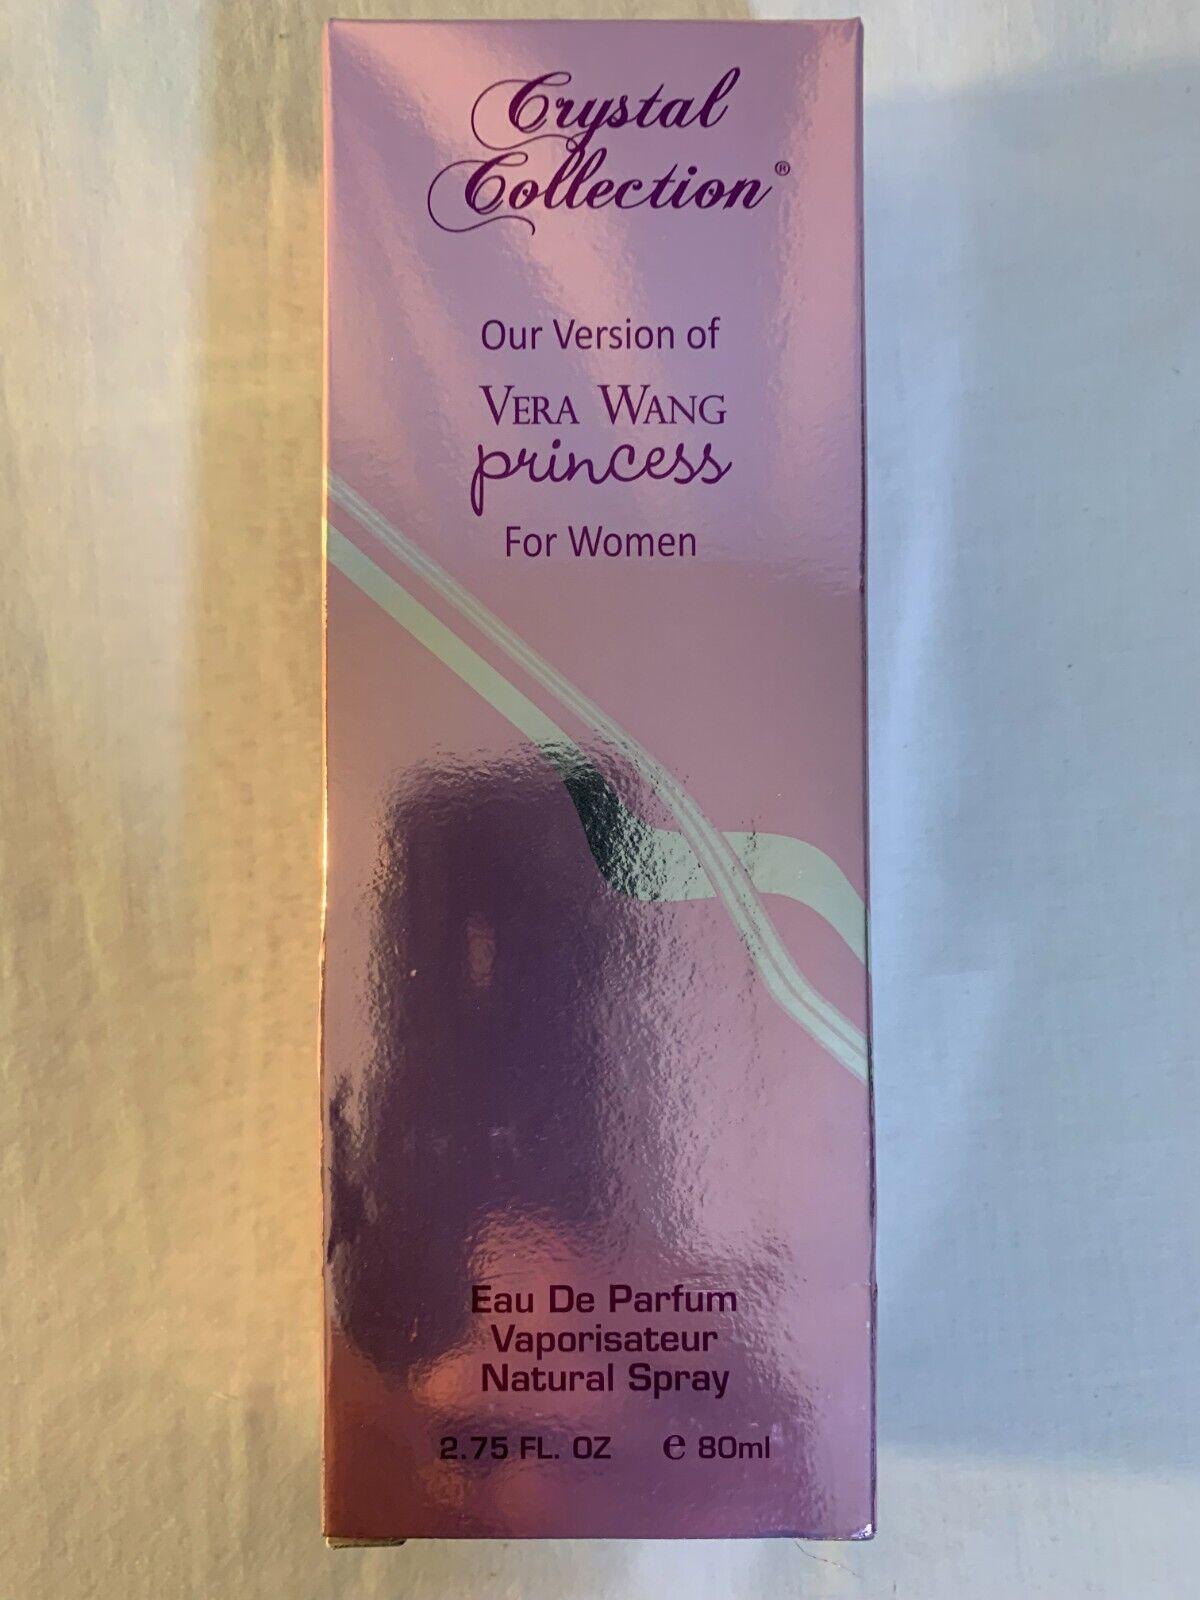 Crystal
Collection®
Our Version of
VERA WANG
princess
For Women
Eau De Parfum
Vaporisateur
Natural Spray
2.75 FL. OZ ℮ 80ml